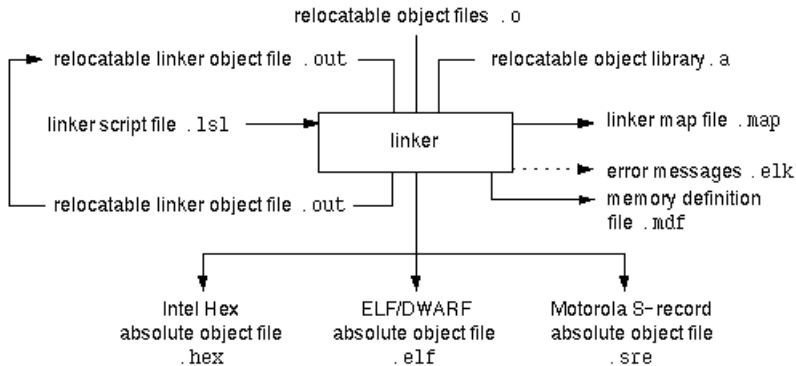 relocatable object files .o
relocatable linker object file .out
relocatable object library .a
linker script file .lsl
linker
linker map file .map
error messages .elk
relocatable linker object file .out
memory definition
file .mdf
Intel Hex
absolute object file
.hex
ELF/DWARF
absolute object file
.elf
Motorola S-record
absolute object file
.sre